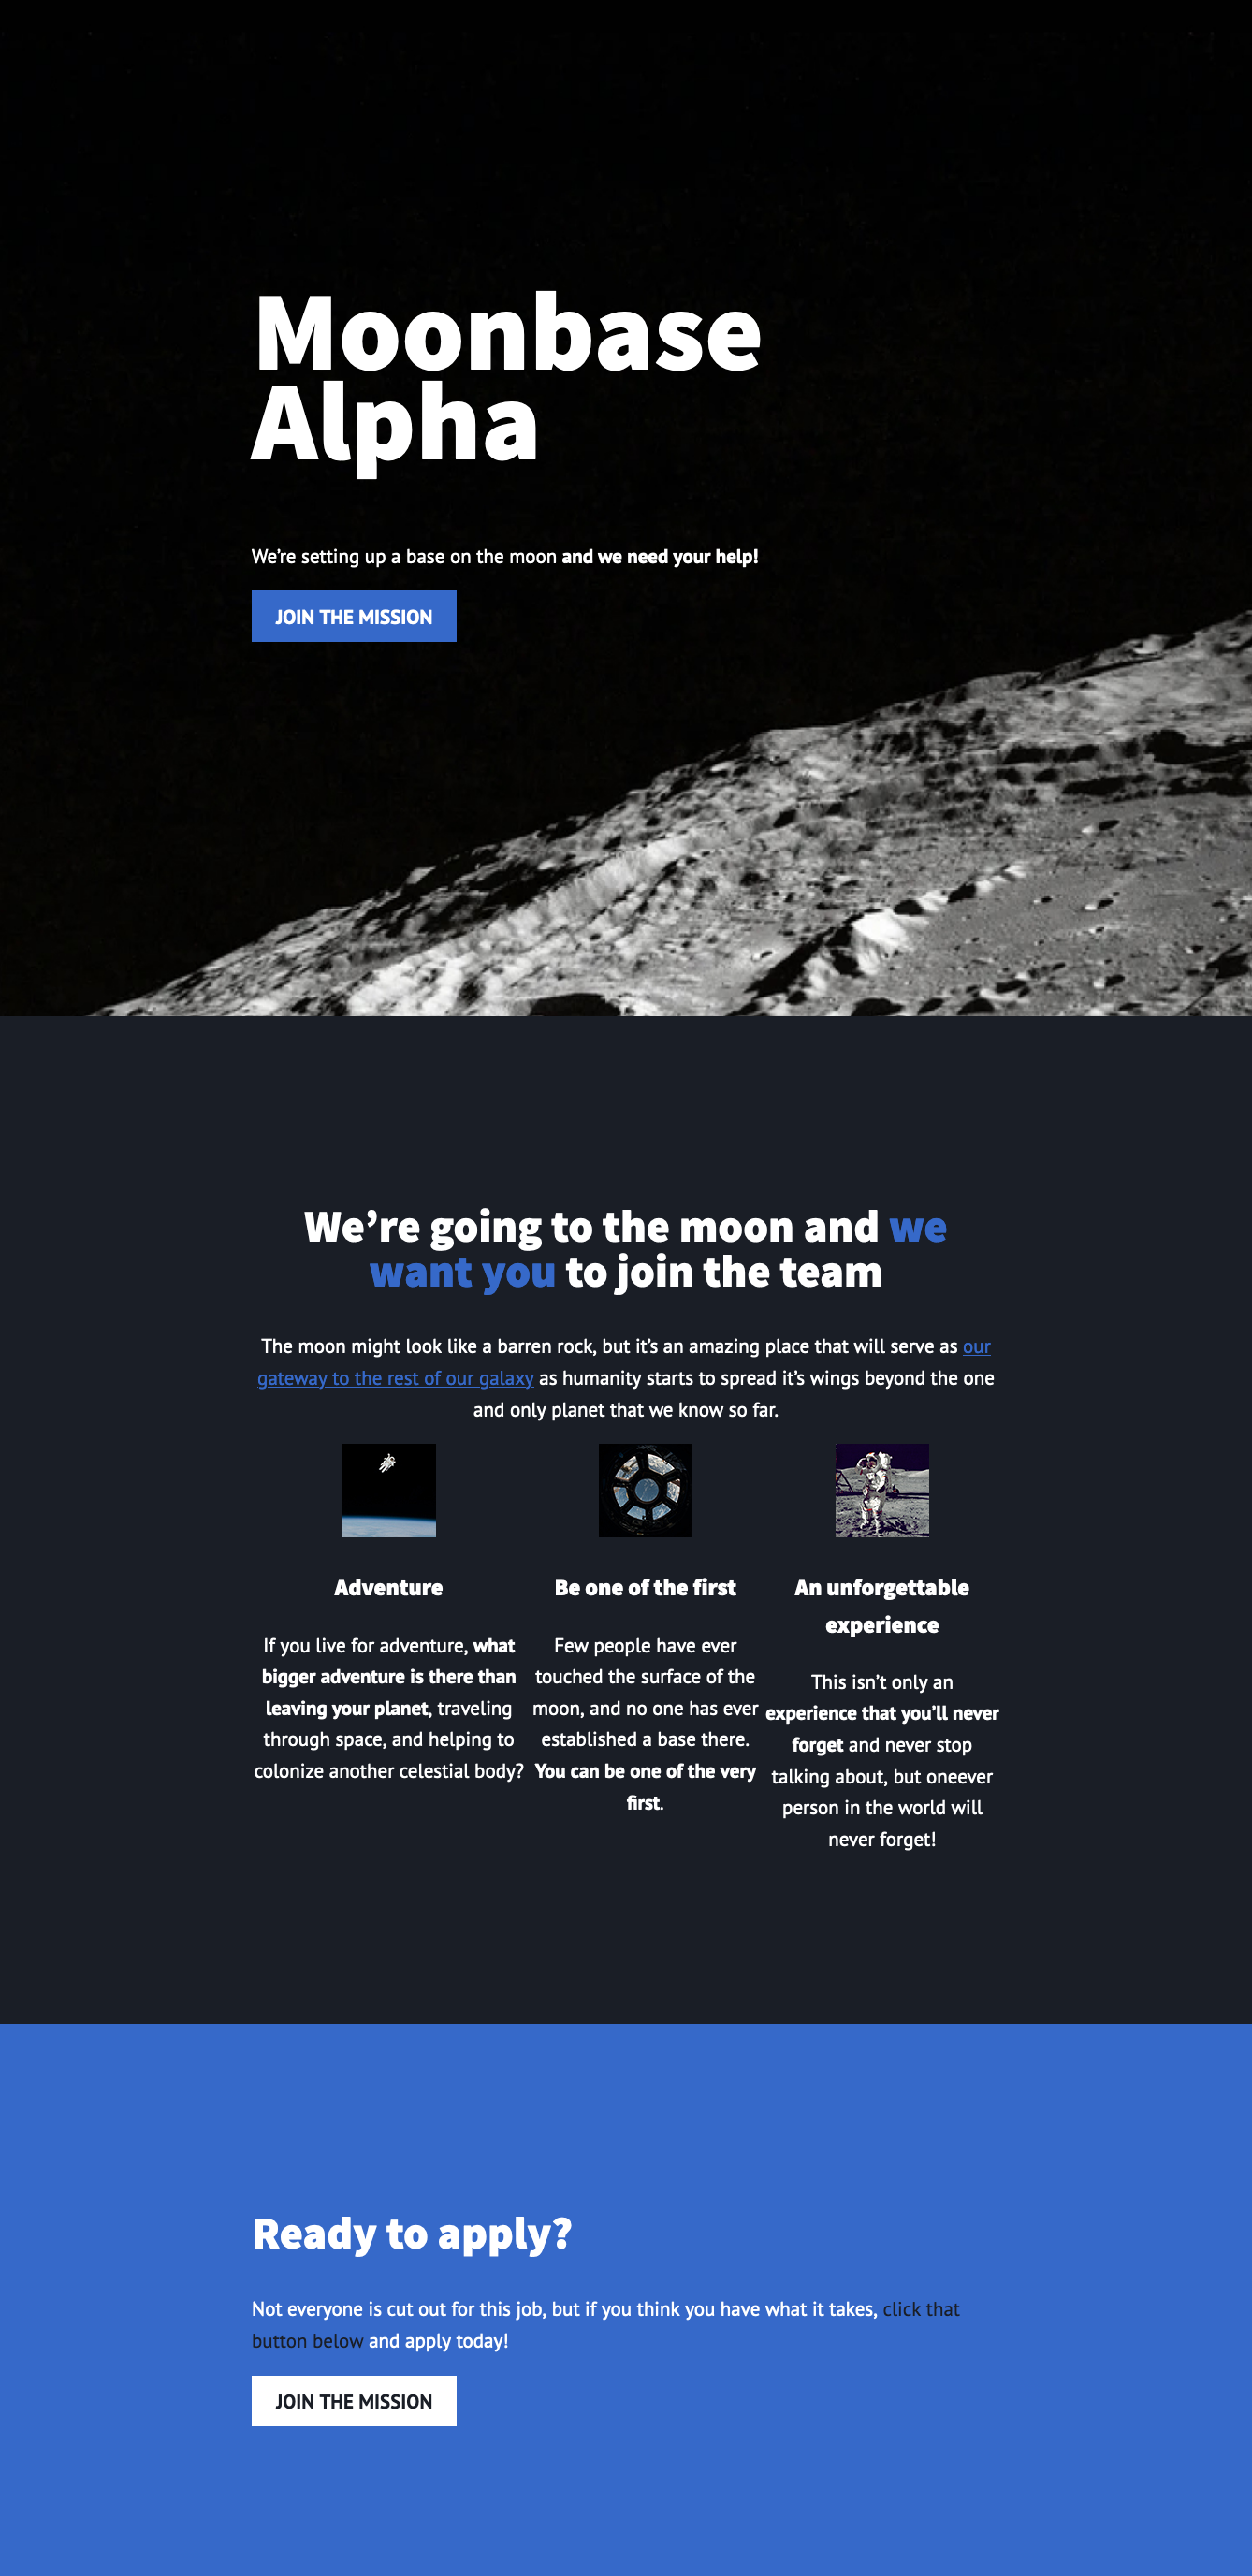 Moonbase
Alpha
We're setting up a base on the moon and we need your help!
JOIN THE MISSION
We're going to the moon and we
want you to join the team
The moon might look like a barren rock, but it's an amazing place that will serve as our
gateway to the rest of our galaxy as humanity starts to spread it's wings beyond the one
and only planet that we know so far.
Adventure
If you live for adventure, what
bigger adventure is there than
leaving your planet, traveling
through space, and helping to
colonize another celestial body?
Be one of the first
Few people have ever
touched the surface of the
moon, and no one has ever
established a base there.
You can be one of the very
first.
An unforgettable
experience
This isn't only an
experience that you'll never
forget and never stop
talking about, but oneever
person in the world will
never forget!
Ready to apply?
Not everyone is cut out for this job, but if you think you have what it takes, click that
button below and apply today!
JOIN THE MISSION